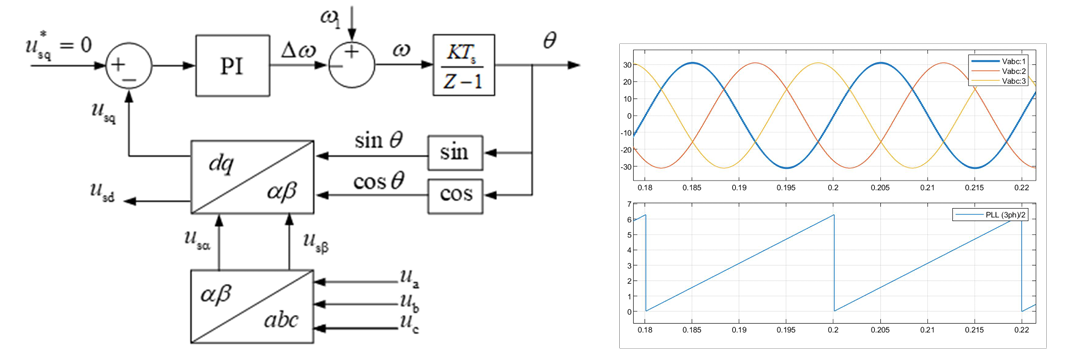 u*sq = 0
+
−
PI
Δω
ω1
+
−
ω
KTs
Z−1
θ
usq
dq
αβ
sin θ
sin
cos θ
cos
usd
usα
usβ
αβ
abc
ua
ub
uc
30
20
10
0
-10
-20
-30
Vabc:1
Vabc:2
Vabc:3
0.18 0.185 0.19 0.195 0.2 0.205 0.21 0.215 0.22
7
6
5
4
3
2
1
0
PLL (3ph)/2
0.18 0.185 0.19 0.195 0.2 0.205 0.21 0.215 0.22